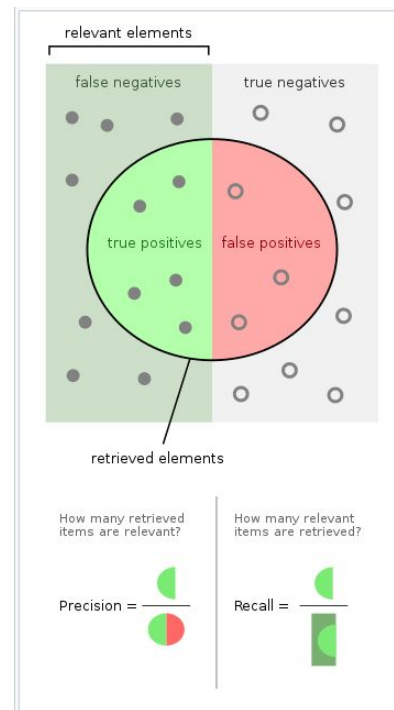 relevant elements
false negatives
true negatives
true positives
false positives
retrieved elements
How many retrieved
items are relevant?
Precision =
How many relevant
items are retrieved?
Recall =